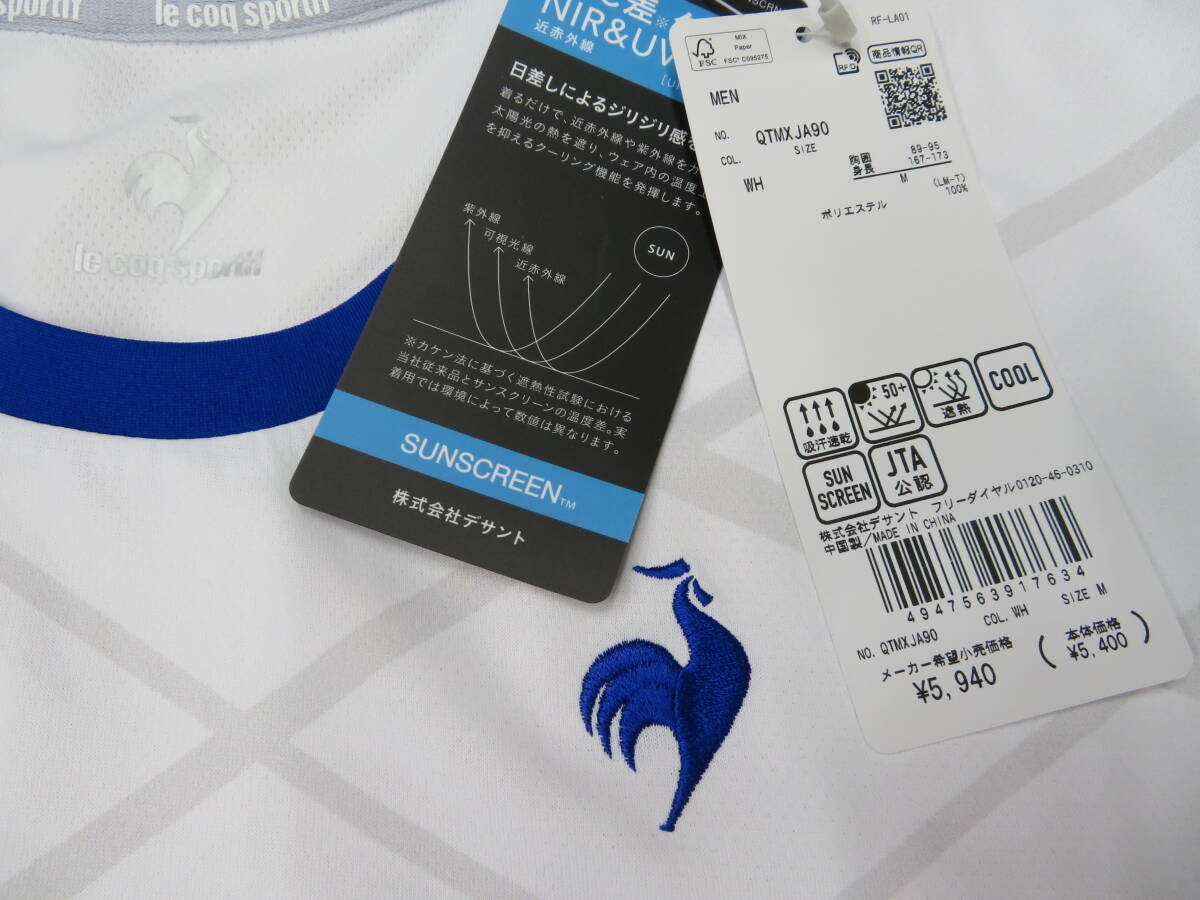 le coq sportif
le coq sportif
差※
NIR&UV
近赤外線
日差しによるジリジリ感を
着るだけで、近赤外線や紫外線をカ
太陽光の熱を遮り、ウェア内の温度上
を抑えるクーリング機能を発揮します。
紫外線
可視光線
近赤外線
SUN
※カケン法に基づく遮熱性試験における
当社従来品とサンスクリーンの温度差。実
着用では環境によって数値は異なります。
SUNSCREEN™
株式会社デサント
FSC
MIX
Paper
FSC® C095275
RF-LA01
商品情報QR
MEN
NO. QTMXJA90
COL. SIZE
胸囲 89-95
身長 167-173
WH M (LM-T)
ポリエステル 100%
吸汗速乾
50+
遮熱
COOL
SUN
SCREEN
JTA
公認
株式会社デサント フリーダイヤル0120-46-0310
中国製/MADE IN CHINA
4947563917634
NO. QTMXJA90 COL. WH SIZE M
メーカー希望小売価格
¥5,940
(本体価格
¥5,400)